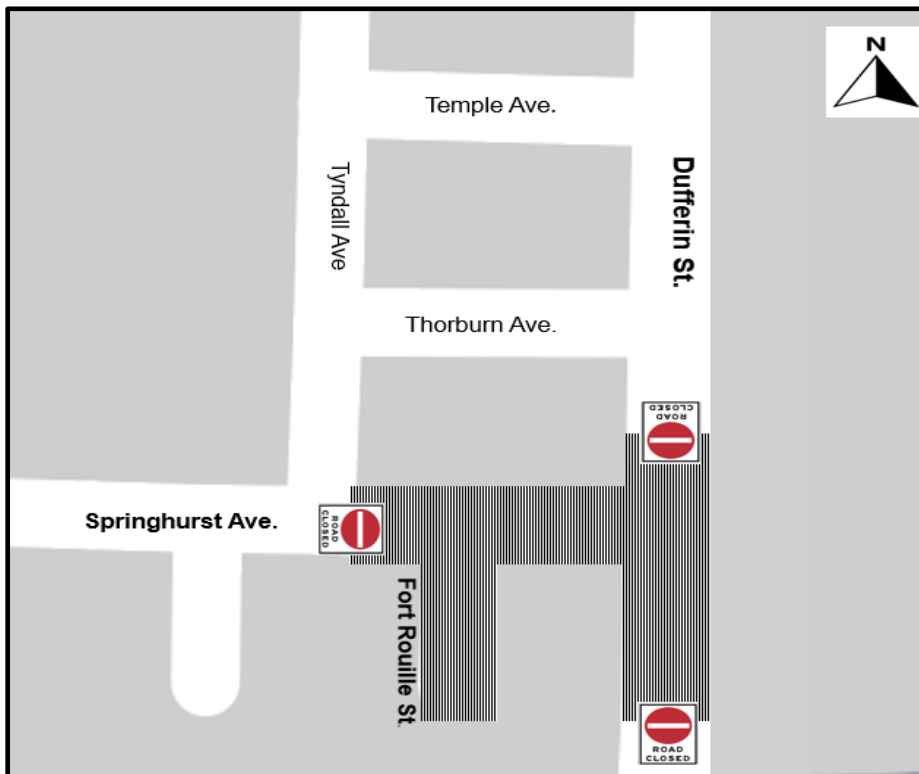 N
Temple Ave.
Tyndall Ave
Dufferin St.
Thorburn Ave.
ROAD
CLOSED
Springhurst Ave.
ROAD
CLOSED
Fort Rouille St.
ROAD
CLOSED